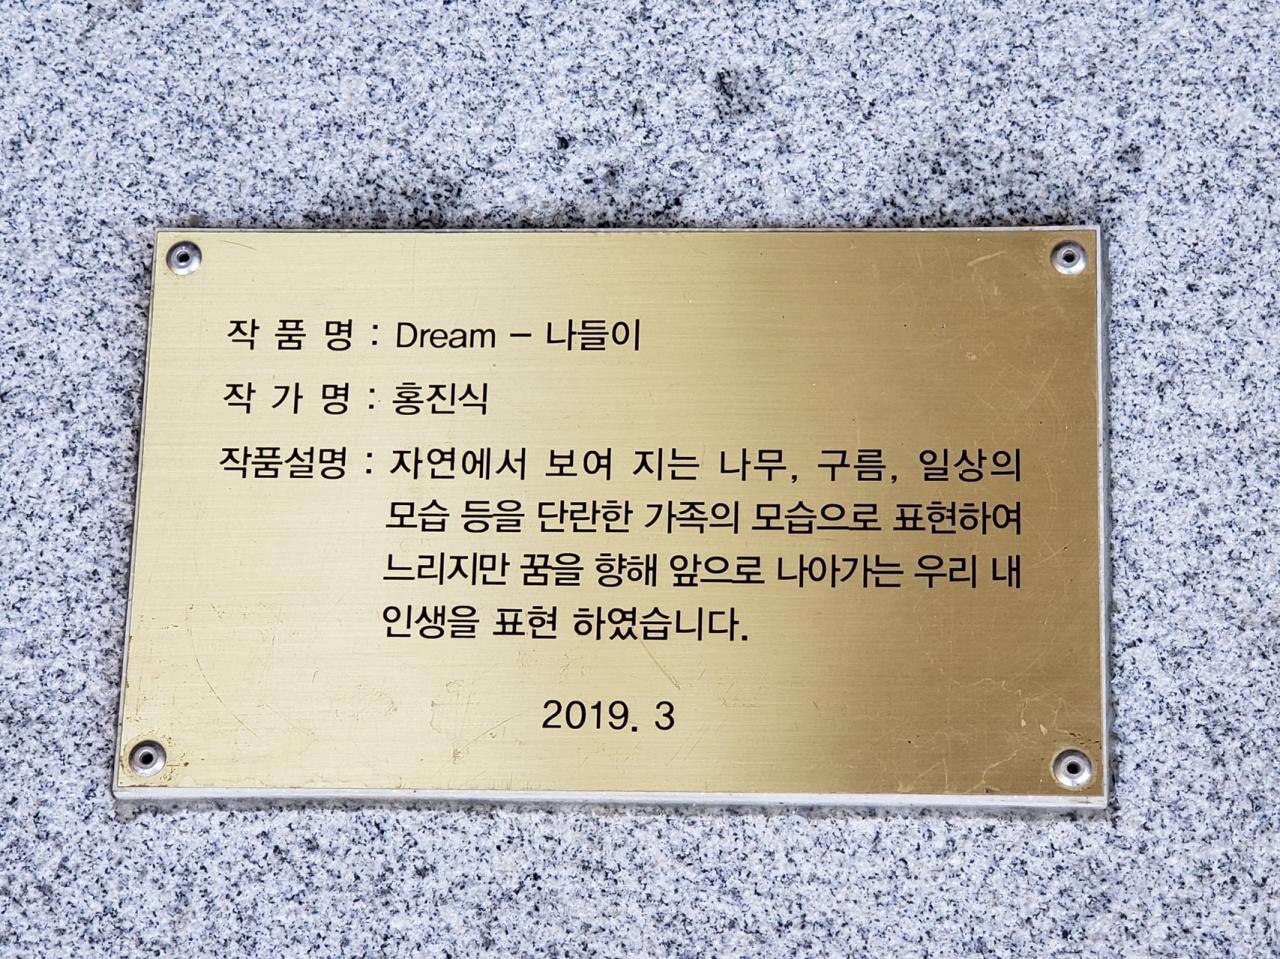 작 품 명 : Dream - 나들이
작 가 명 : 홍진식
작품설명 : 자연에서 보여 지는 나무, 구름, 일상의
모습 등을 단란한 가족의 모습으로 표현하여
느리지만 꿈을 향해 앞으로 나아가는 우리 내
인생을 표현 하였습니다.
2019. 3